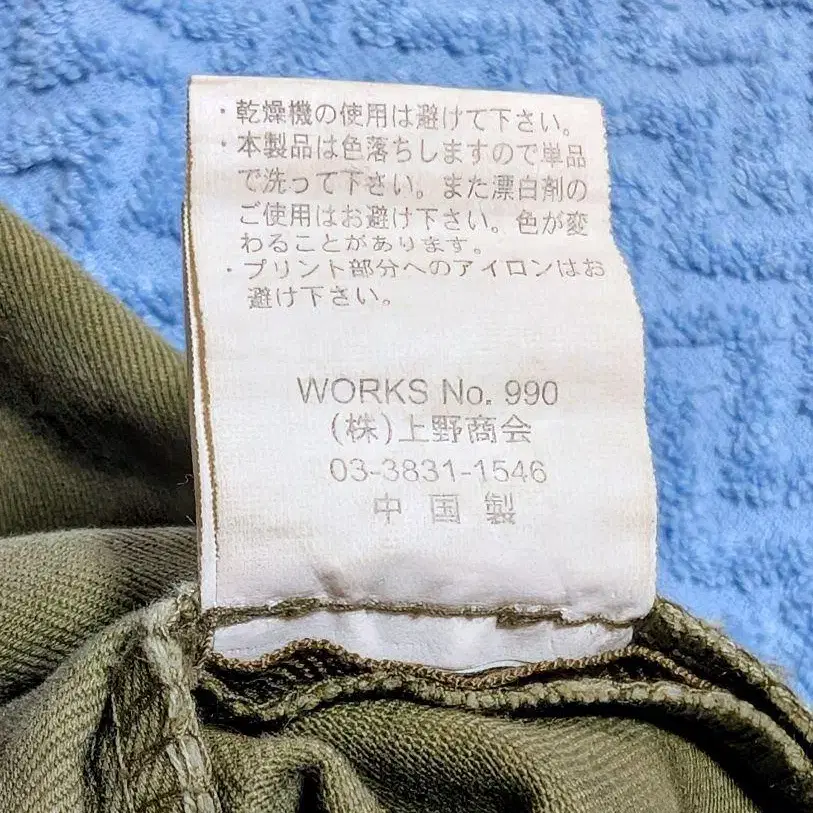 ・乾燥機の使用は避けて下さい。
・本製品は色落ちしますので単品
で洗って下さい。また漂白剤の
ご使用はお避け下さい。色が変
わることがあります。
・プリント部分へのアイロンはお
避け下さい。
WORKS No. 990
(株)上野商会
03-3831-1546
中国製